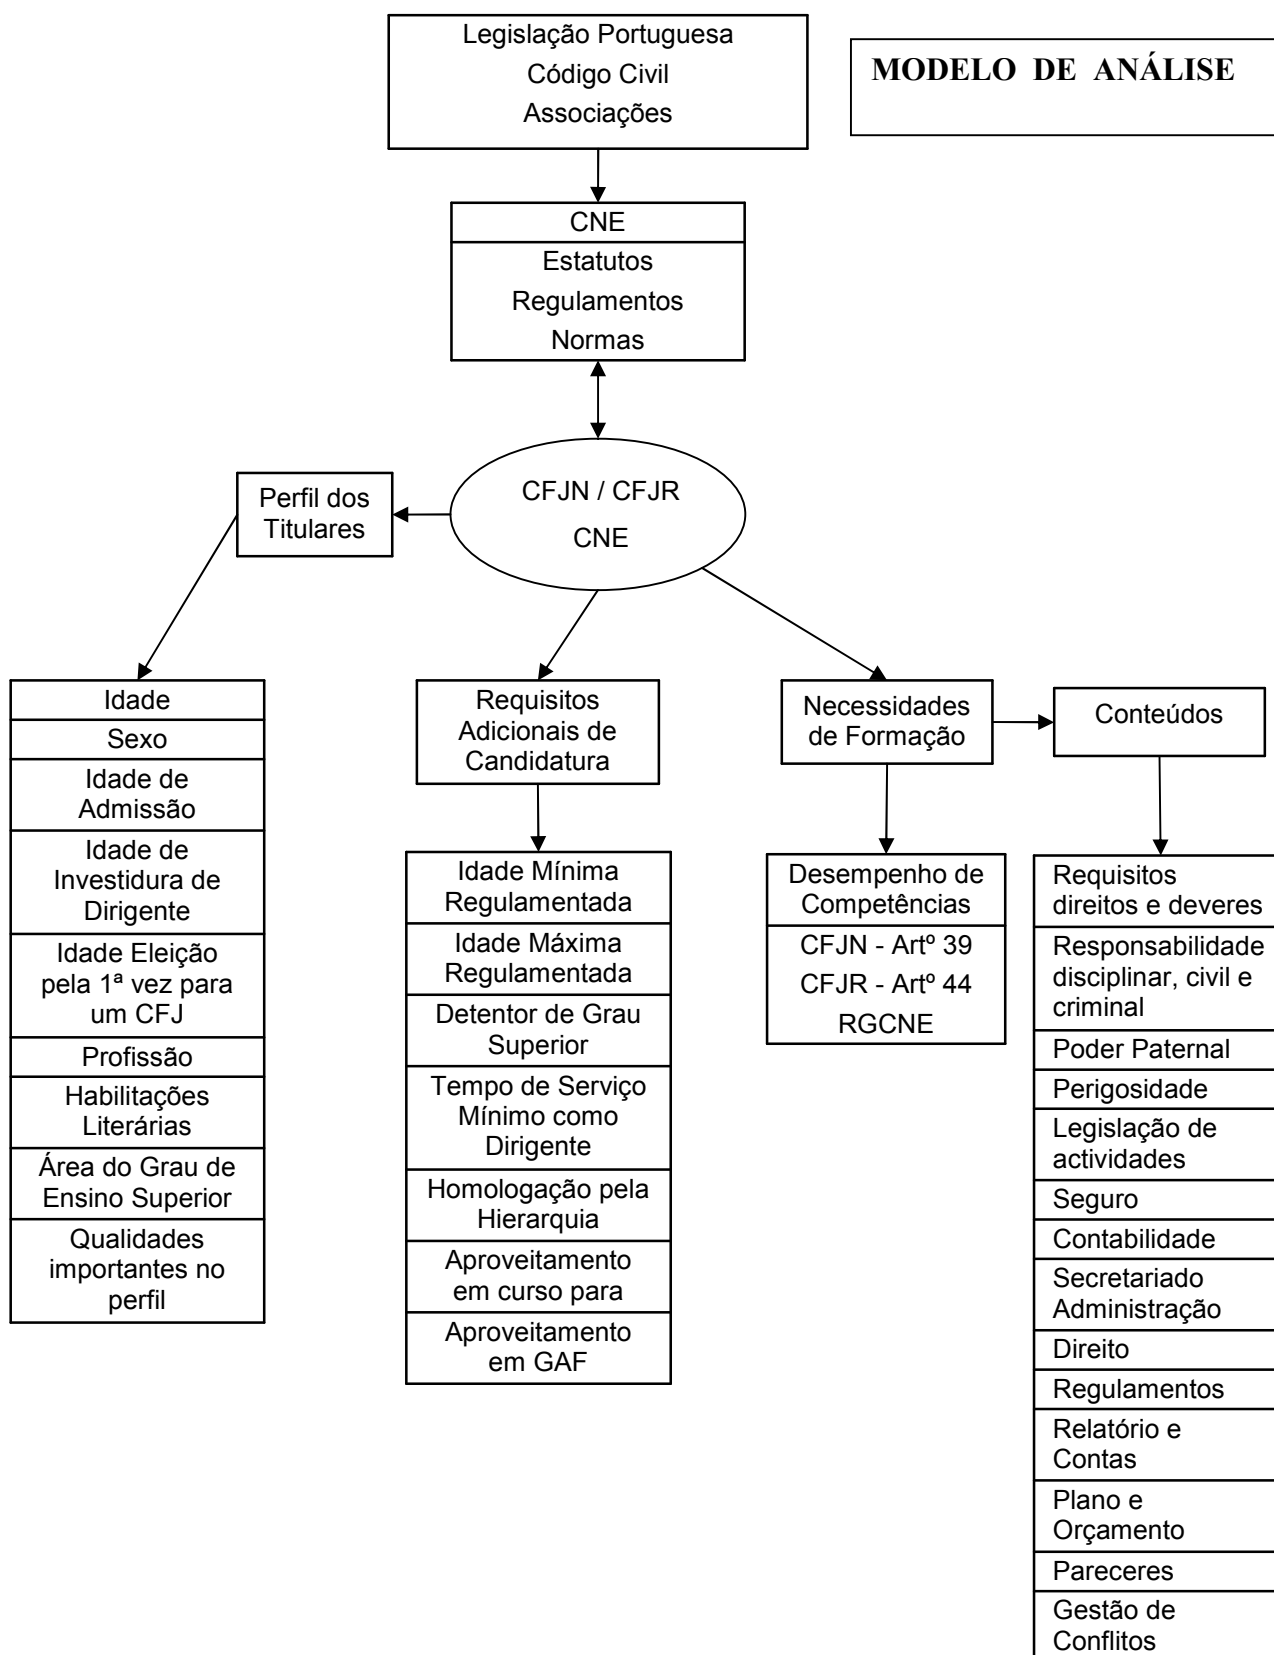 Legislação Portuguesa
Código Civil
Associações
MODELO DE ANÁLISE
CNE
Estatutos
Regulamentos
Normas
CFJN / CFJR
CNE
Perfil dos
Titulares
Idade
Sexo
Idade de
Admissão
Idade de
Investidura de
Dirigente
Idade Eleição
pela 1ª vez para
um CFJ
Profissão
Habilitações
Literárias
Área do Grau de
Ensino Superior
Qualidades
importantes no
perfil
Requisitos
Adicionais de
Candidatura
Idade Mínima
Regulamentada
Idade Máxima
Regulamentada
Detentor de Grau
Superior
Tempo de Serviço
Mínimo como
Dirigente
Homologação pela
Hierarquia
Aproveitamento
em curso para
Aproveitamento
em GAF
Necessidades
de Formação
Desempenho de
Competências
CFJN - Artº 39
CFJR - Artº 44
RGCNE
Conteúdos
Requisitos
direitos e deveres
Responsabilidade
disciplinar, civil e
criminal
Poder Paternal
Perigosidade
Legislação de
actividades
Seguro
Contabilidade
Secretariado
Administração
Direito
Regulamentos
Relatório e
Contas
Plano e
Orçamento
Pareceres
Gestão de
Conflitos